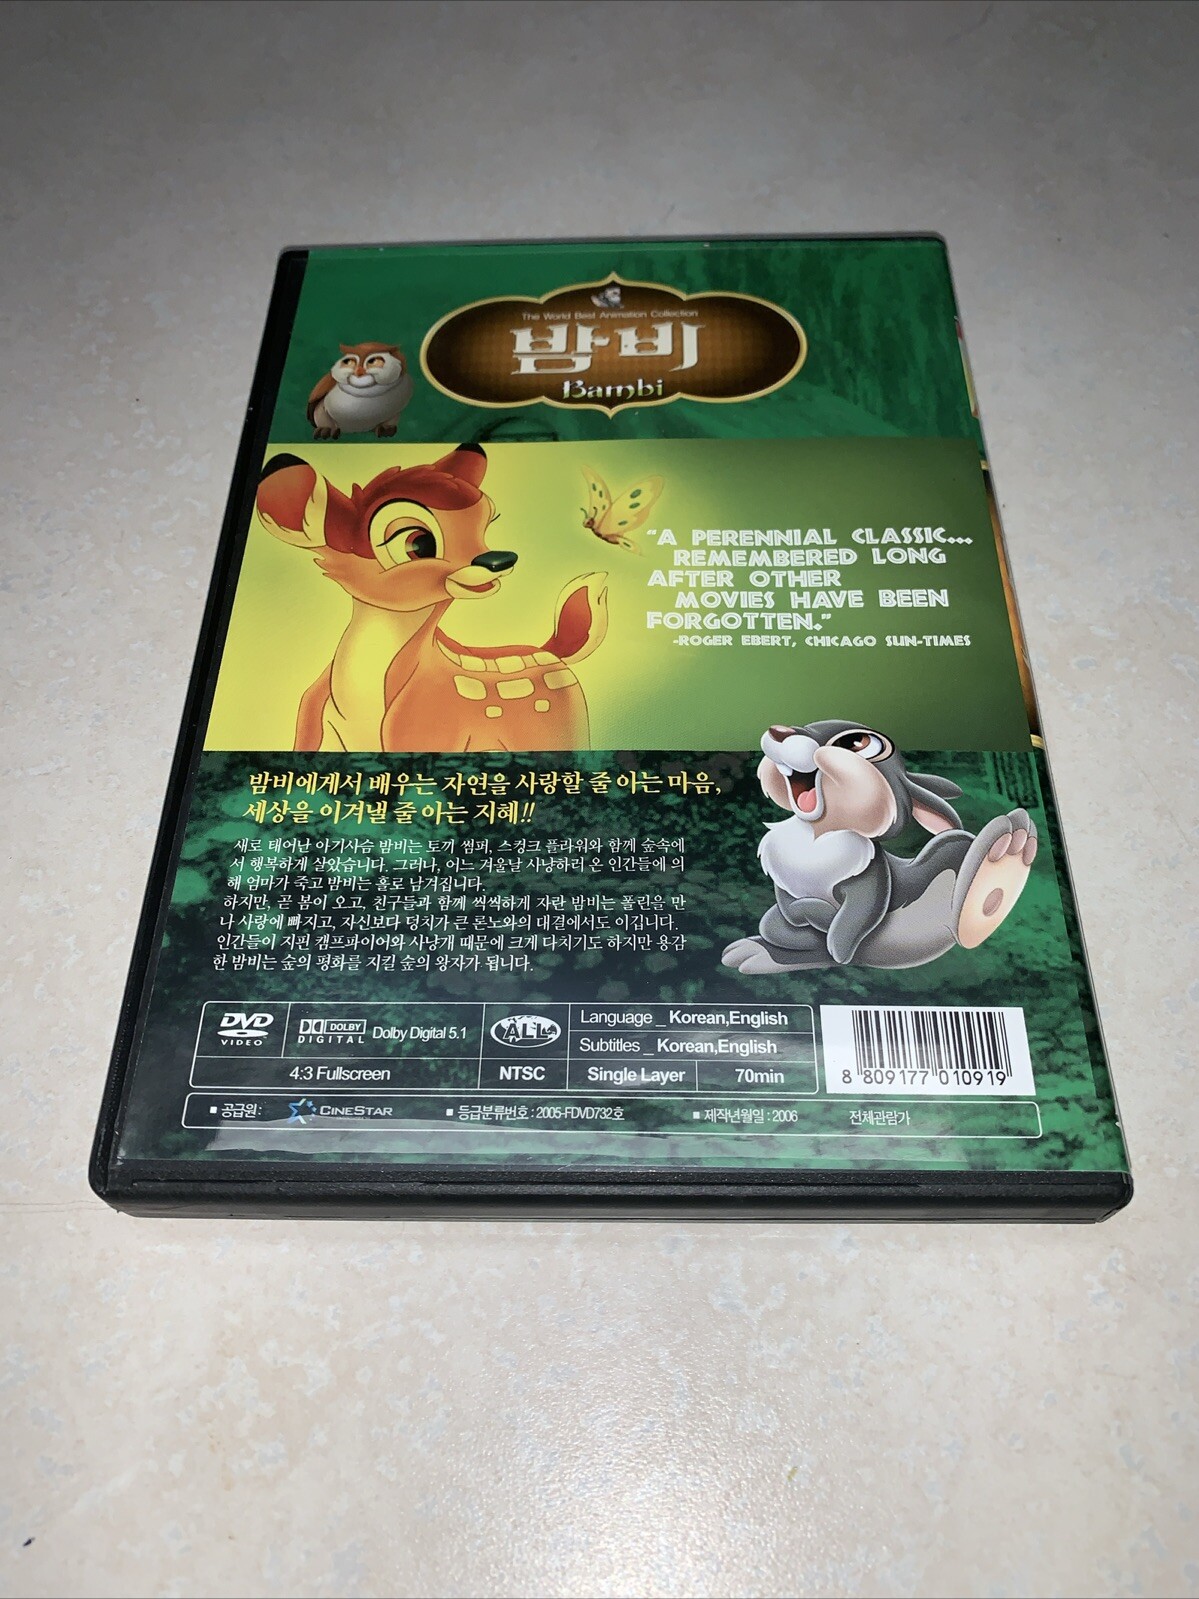 The World Best Animation Collection
밤비
Bambi
"A PERENNIAL CLASSIC...
REMEMBERED LONG
AFTER OTHER
MOVIES HAVE BEEN
FORGOTTEN."
-ROGER EBERT, CHICAGO SUN-TIMES
밤비에게서 배우는 자연을 사랑할 줄 아는 마음,
세상을 이겨낼 줄 아는 지혜!!
새로 태어난 아기사슴 밤비는 토끼 썸퍼, 스컹크 플라워와 함께 숲속에
서 행복하게 살았습니다. 그러나, 어느 겨울날 사냥하러 온 인간들에 의
해 엄마가 죽고 밤비는 홀로 남겨집니다.
하지만, 곧 봄이 오고, 친구들과 함께 씩씩하게 자란 밤비는 폴린을 만
나 사랑에 빠지고, 자신보다 덩치가 큰 론노와의 대결에서도 이깁니다.
인간들이 지핀 캠프파이어와 사냥개 때문에 크게 다치기도 하지만 용감
한 밤비는 숲의 평화를 지킬 숲의 왕자가 됩니다.
DVD
VIDEO
DOLBY
DIGITAL
Dolby Digital 5.1
ALL
Language _ Korean,English
Subtitles _ Korean,English
4:3 Fullscreen
NTSC
Single Layer
70min
8 809177 010919
■ 공급원 : CINESTAR
■ 등급분류번호 : 2005-FDVD732호
■ 제작년월일 : 2006
전체관람가